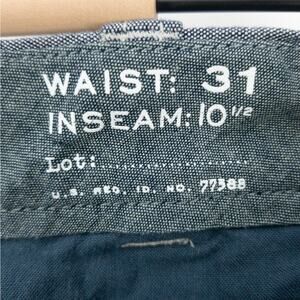 WAIST: 31
INSEAM: 10 1/2
Lot:
U.S. REG. ID. NO. 77388